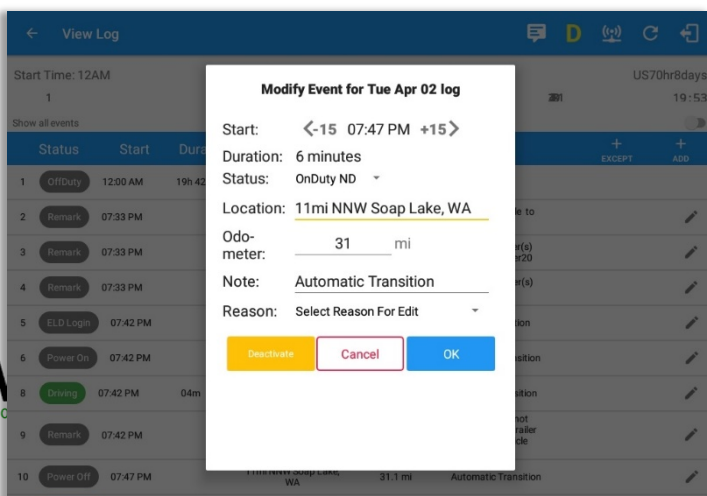 View Log
D
Start Time: 12AM
US70hr8days
1
19:53
Show all events
Status Start Dura
EXCEPT
ADD
Modify Event for Tue Apr 02 log
Start: -15 07:47 PM +15
Duration: 6 minutes
Status: OnDuty ND
Location: 11mi NNW Soap Lake, WA
Odo-
meter: 31 mi
Note: Automatic Transition
Reason: Select Reason For Edit
Deactivate Cancel OK
1 OffDuty 12:00 AM 19h 42
2 Remark 07:33 PM
3 Remark 07:33 PM
4 Remark 07:33 PM
5 ELD Login 07:42 PM
6 Power On 07:42 PM
8 Driving 07:42 PM 04m
9 Remark 07:42 PM
10 Power Off 07:47 PM
WA 31.1 mi Automatic Transition